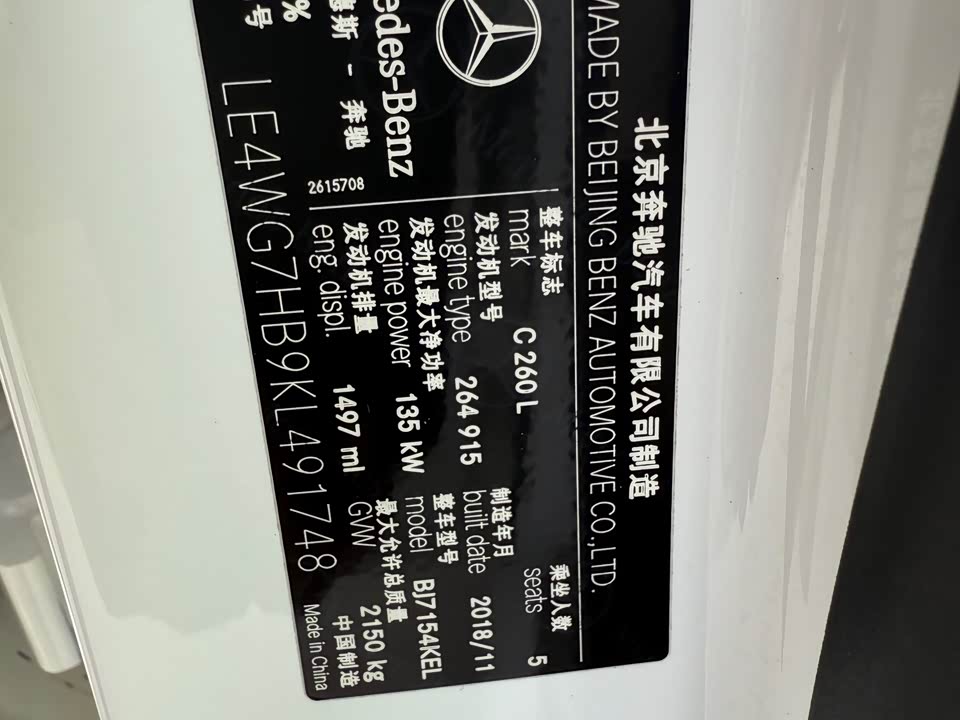 北京奔驰汽车有限公司制造
MADE BY BEIJING BENZ AUTOMOTIVE CO.,LTD.
整车标志
mark
C 260 L
乘坐人数
seats
5
发动机型号
engine type
264 915
制造年月
built date
2018/11
发动机最大净功率
engine power
135 kW
整车型号
model
BJ7154KEL
发动机排量
eng. displ.
1497 ml
最大允许总质量
GVW
2150 kg
edes-Benz
德斯 - 奔驰
2615708
%
号
LE4WG7HB9KL491748
中国制造
Made in China